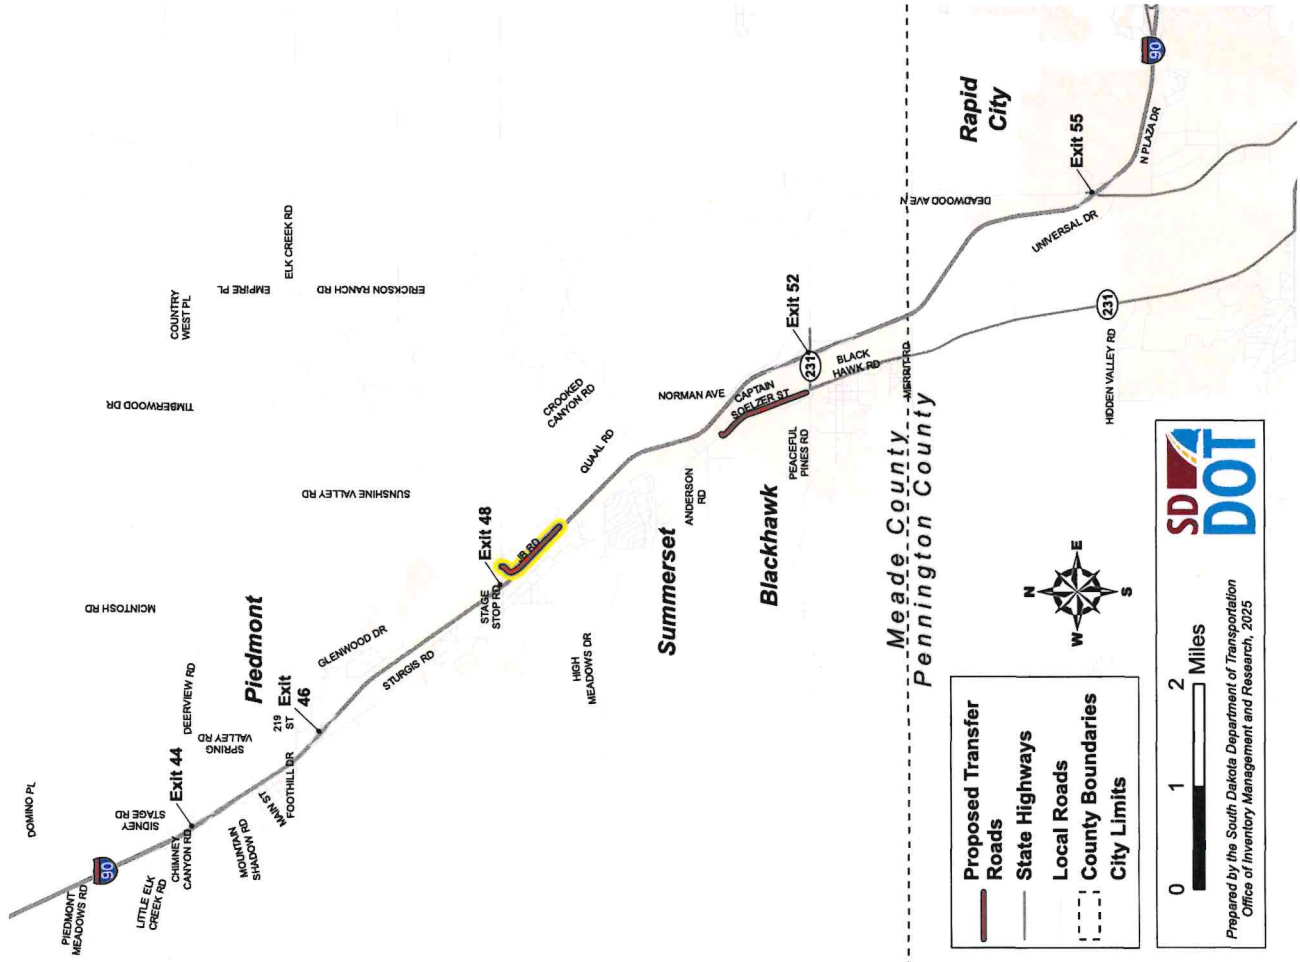 DOMINO PL
90
PIEDMONT
MEADOWS RD
SIDNEY
STAGE RD
Exit 44
CHIMNEY
CANYON RD
LITTLE ELK
CREEK RD
MOUNTAIN
SHADOW RD
MAIN ST
FOOTHILL DR
SPRING
VALLEY RD
DEERVIEW RD
Piedmont
219
ST
Exit
46
GLENWOOD DR
STURGIS RD
MCINTOSH RD
TIMBERWOOD DR
COUNTRY
WEST PL
EMPIRE PL
ELK CREEK RD
ERICKSON RANCH RD
SUNSHINE VALLEY RD
Exit 48
STAGE
STOP RD
JB RD
HIGH
MEADOWS DR
QUAAL RD
CROOKED
CANYON RD
Summerset
ANDERSON
RD
NORMAN AVE
CAPTAIN
SOELZER ST
Blackhawk
PEACEFUL
PINES RD
231
Exit 52
BLACK
HAWK RD
MERRITT RD
Meade County
Pennington County
DEADWOOD AVE N
Rapid
City
UNIVERSAL DR
Exit 55
N PLAZA DR
90
231
HIDDEN VALLEY RD
N
W
E
S
Proposed Transfer
Roads
State Highways
Local Roads
County Boundaries
City Limits
0 1 2
Miles
SD
DOT
Prepared by the South Dakota Department of Transportation
Office of Inventory Management and Research, 2025